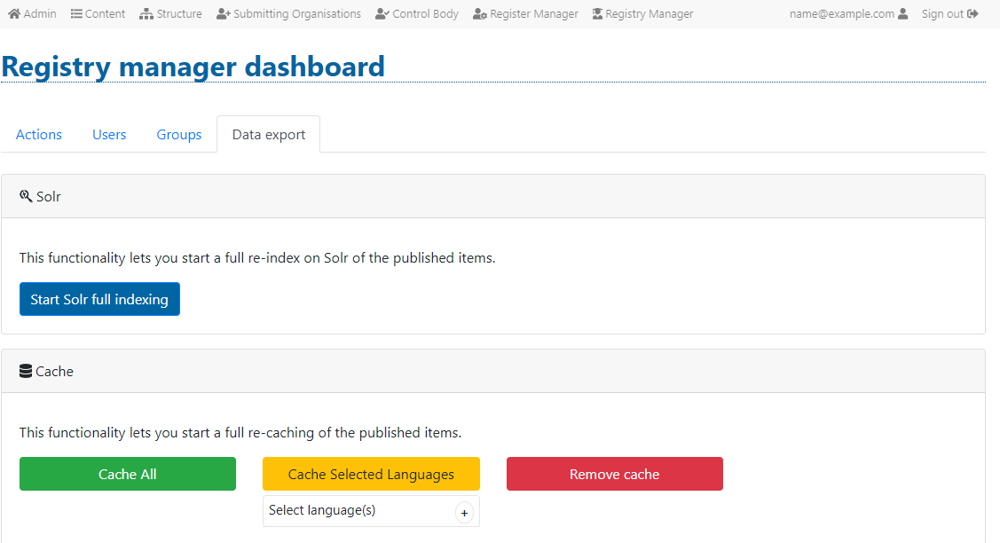 Admin Content Structure Submitting Organisations Control Body Register Manager Registry Manager name@example.com Sign out
Registry manager dashboard
Actions Users Groups Data export
Solr
This functionality lets you start a full re-index on Solr of the published items.
Start Solr full indexing
Cache
This functionality lets you start a full re-caching of the published items.
Cache All Cache Selected Languages Remove cache
Select language(s) +